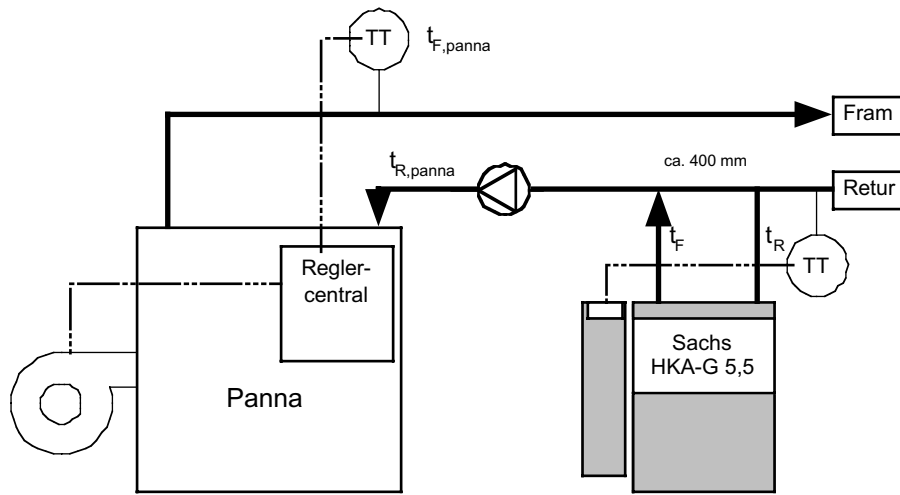 TT
t_F,panna
Fram
ca. 400 mm
t_R,panna
Retur
t_F
t_R
TT
Regler-
central
Sachs
HKA-G 5,5
Panna